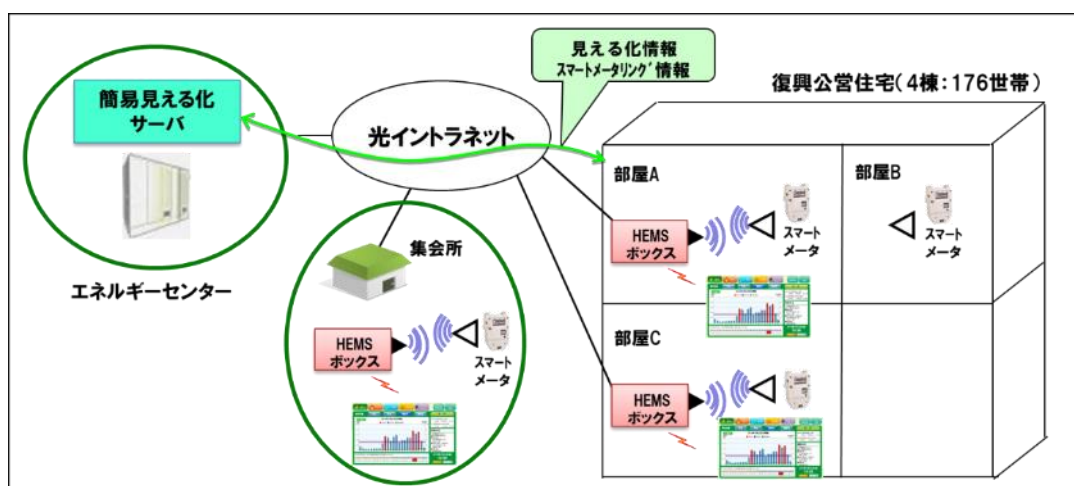 見える化情報
スマートメータリング゙情報
復興公営住宅(4棟:176世帯)
簡易見える化
サーバ
光イントラネット
部屋A
部屋B
スマート
メータ
スマート
メータ
HEMS
ボックス
集会所
エネルギーセンター
HEMS
ボックス
スマート
メータ
部屋C
HEMS
ボックス
スマート
メータ